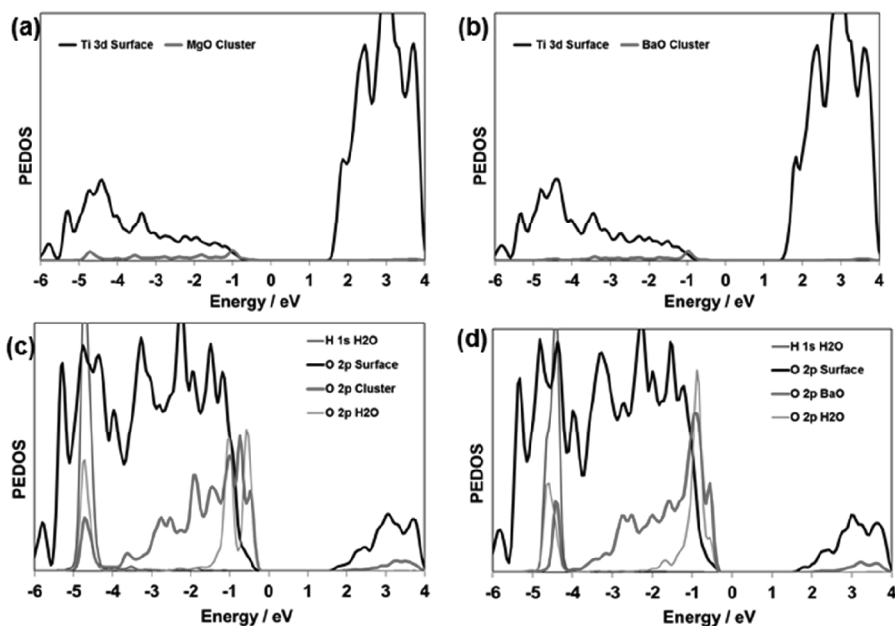 (a)
Ti 3d Surface MgO Cluster
PEDOS
-6 -5 -4 -3 -2 -1 0 1 2 3 4
Energy / eV
(b)
Ti 3d Surface BaO Cluster
PEDOS
-6 -5 -4 -3 -2 -1 0 1 2 3 4
Energy / eV
(c)
H 1s H2O
O 2p Surface
O 2p Cluster
O 2p H2O
PEDOS
-6 -5 -4 -3 -2 -1 0 1 2 3 4
Energy / eV
(d)
H 1s H2O
O 2p Surface
O 2p BaO
O 2p H2O
PEDOS
-6 -5 -4 -3 -2 -1 0 1 2 3 4
Energy / eV